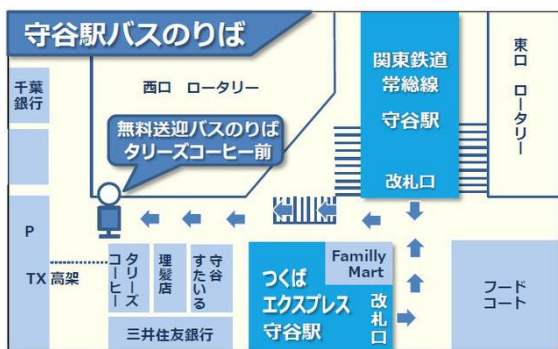 守谷駅バスのりば
千葉
銀行
西口 ロータリー
関東鉄道
常総線
守谷駅
改札口
東口 ロータリー
無料送迎バスのりば
タリーズコーヒー前
P
TX 高架
タリーズ
コーヒー
理髪店
守谷
すたいる
三井住友銀行
Familly
Mart
つくば
エクスプレス
守谷駅
改札口
フード
コート